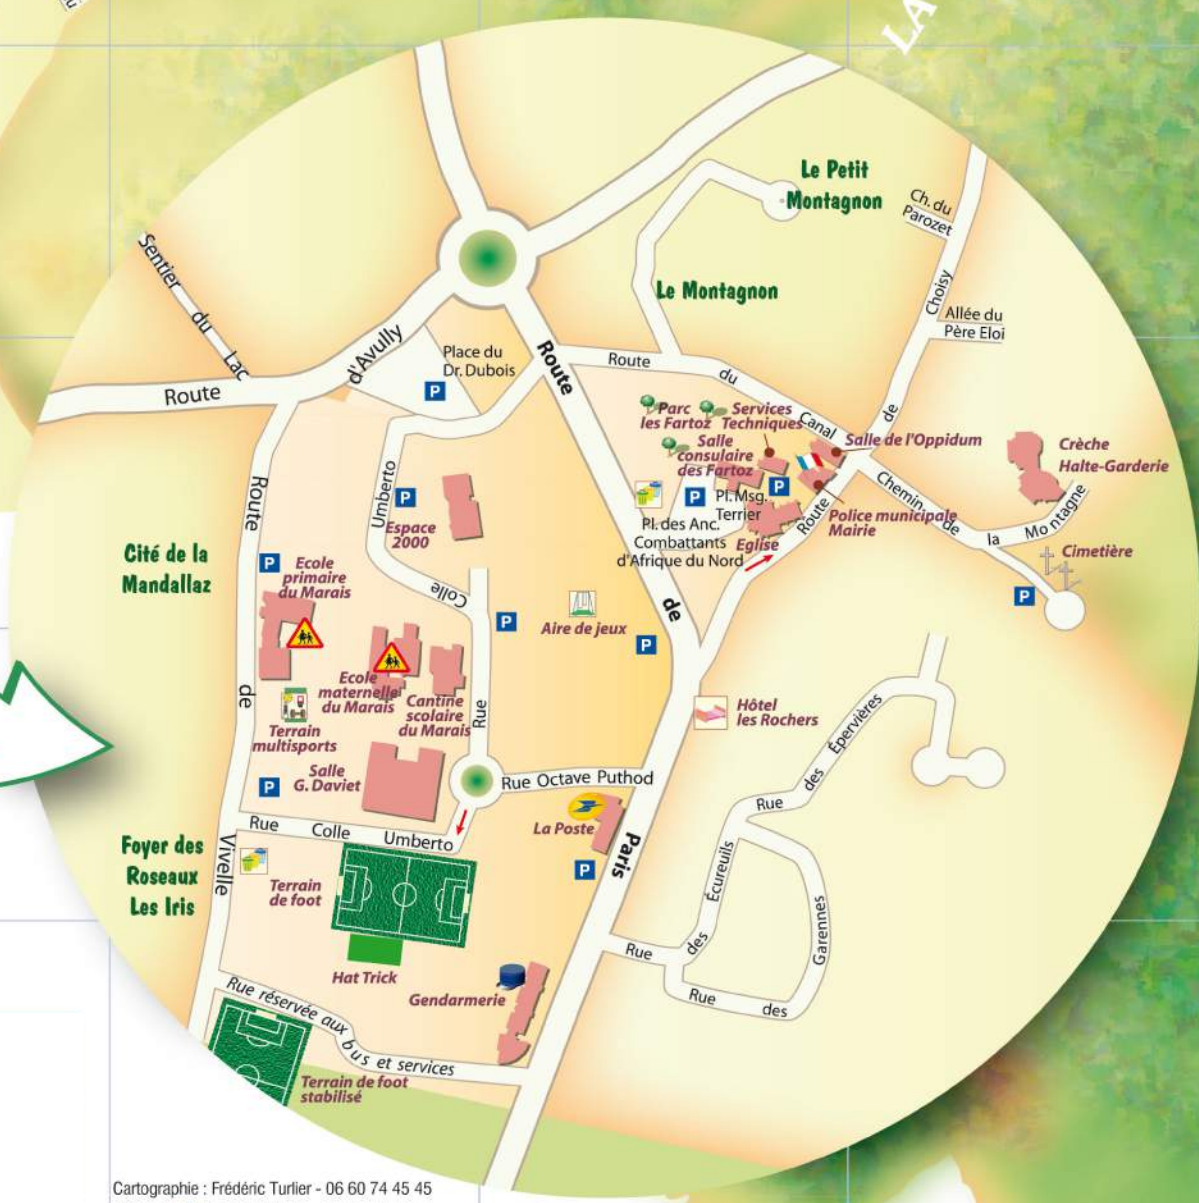 LA
Le Petit
Montagnon
Ch. du
Parozet
Sentier du Lac
Le Montagnon
Choisy
Allée du
Père Eloi
Route d'Avully
Place du
Dr. Dubois
P
Route de Paris
Route du Canal
Route de Choisy
Parc
les Fartoz
Services
Techniques
Salle
consulaire
des Fartoz
Salle de l'Oppidum
Crèche
Halte-Garderie
P
P
Pl. Msg.
Terrier
Pl. des Anc.
Combattants
d'Afrique du Nord
Eglise
Police municipale
Mairie
Chemin de la Montagne
Cimetière
P
Route de Vivelle
Rue Colle Umberto
P
Espace
2000
Cité de la
Mandallaz
P
Ecole
primaire
du Marais
P
Aire de jeux
P
Ecole
maternelle
du Marais
Cantine
scolaire
du Marais
Terrain
multisports
Hôtel
les Rochers
P
Salle
G. Daviet
Rue Octave Puthod
Rue des Épervières
La Poste
P
Rue Colle Umberto
Foyer des
Roseaux
Les Iris
Terrain
de foot
Rue des Écureuils
Rue des Garennes
Hat Trick
Gendarmerie
Rue réservée aux bus et services
Terrain de foot
stabilisé
Cartographie : Frédéric Turlier - 06 60 74 45 45